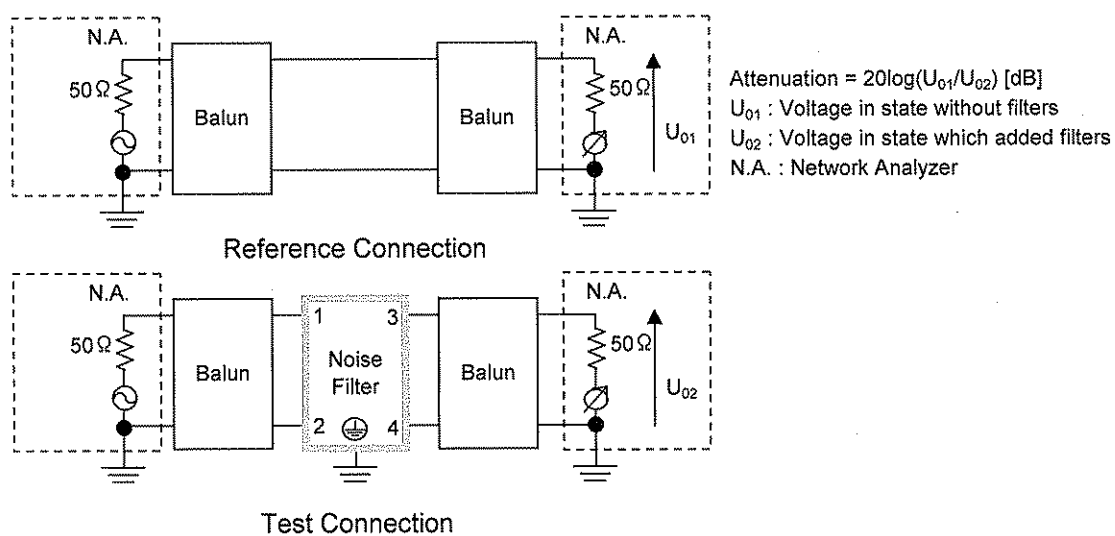 N.A.
N.A.
50Ω
50Ω
Balun
Balun
U01
Attenuation = 20log(U01/U02) [dB]
U01 : Voltage in state without filters
U02 : Voltage in state which added filters
N.A. : Network Analyzer
Reference Connection
N.A.
N.A.
1
3
50Ω
50Ω
Balun
Noise
Filter
Balun
U02
2
4
Test Connection